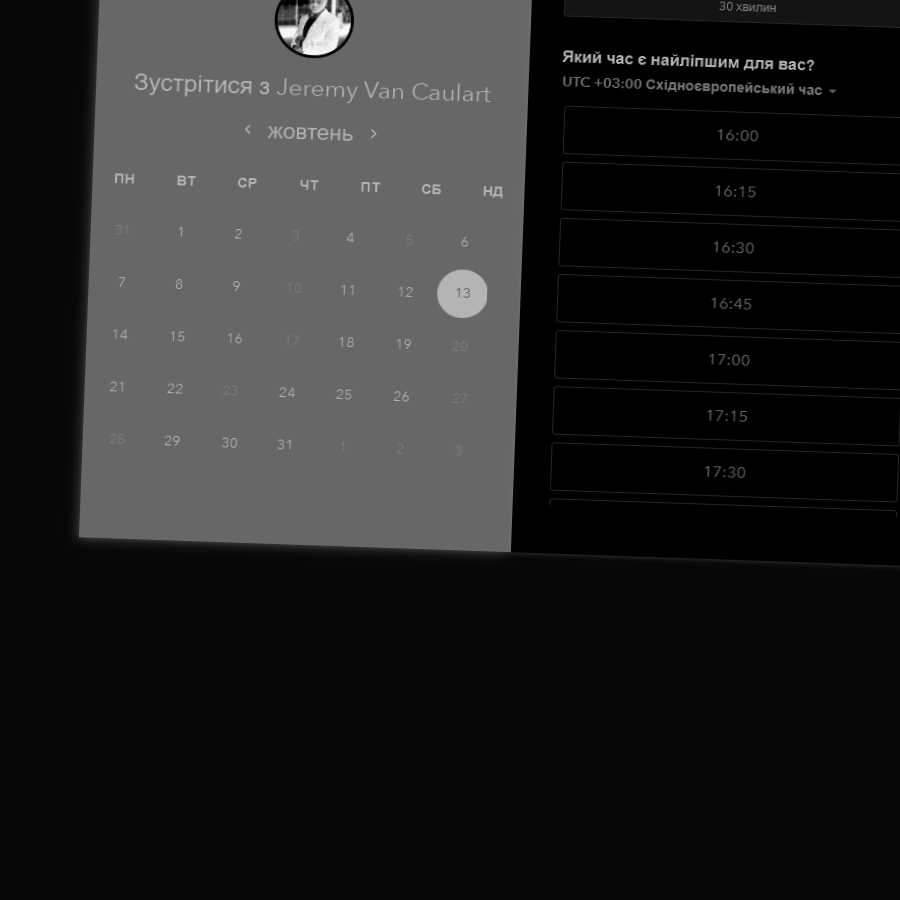 Зустрітися з Jeremy Van Caulart
жовтень
ПН ВТ СР ЧТ ПТ СБ НД
31 1 2 3 4 5 6
7 8 9 10 11 12 13
14 15 16 17 18 19 20
21 22 23 24 25 26 27
28 29 30 31 1 2 3
30 хвилин
Який час є найліпшим для вас?
UTC +03:00 Східноєвропейський час
16:00
16:15
16:30
16:45
17:00
17:15
17:30